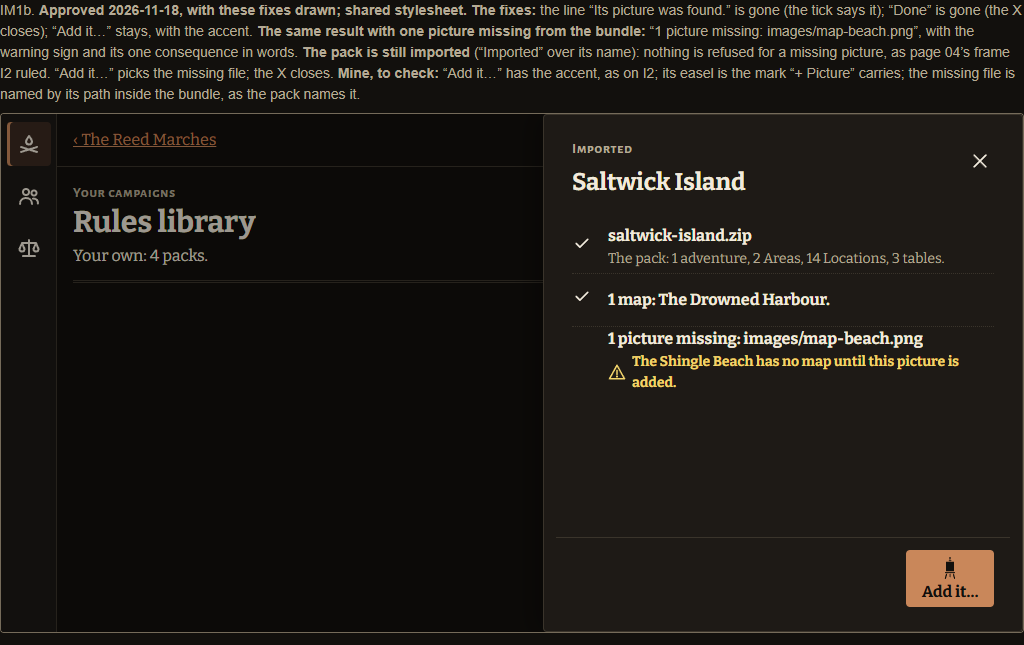 IM1b. Approved 2026-11-18, with these fixes drawn; shared stylesheet. The fixes: the line “Its picture was found.” is gone (the tick says it); “Done” is gone (the X
closes); “Add it…” stays, with the accent. The same result with one picture missing from the bundle: “1 picture missing: images/map-beach.png”, with the
warning sign and its one consequence in words. The pack is still imported (“Imported” over its name): nothing is refused for a missing picture, as page 04’s frame
I2 ruled. “Add it…” picks the missing file; the X closes. Mine, to check: “Add it…” has the accent, as on I2; its easel is the mark “+ Picture” carries; the missing file is
named by its path inside the bundle, as the pack names it.
‹ The Reed Marches
Your campaigns
Rules library
Your own: 4 packs.
Imported
Saltwick Island
saltwick-island.zip
The pack: 1 adventure, 2 Areas, 14 Locations, 3 tables.
1 map: The Drowned Harbour.
1 picture missing: images/map-beach.png
The Shingle Beach has no map until this picture is
added.
Add it…